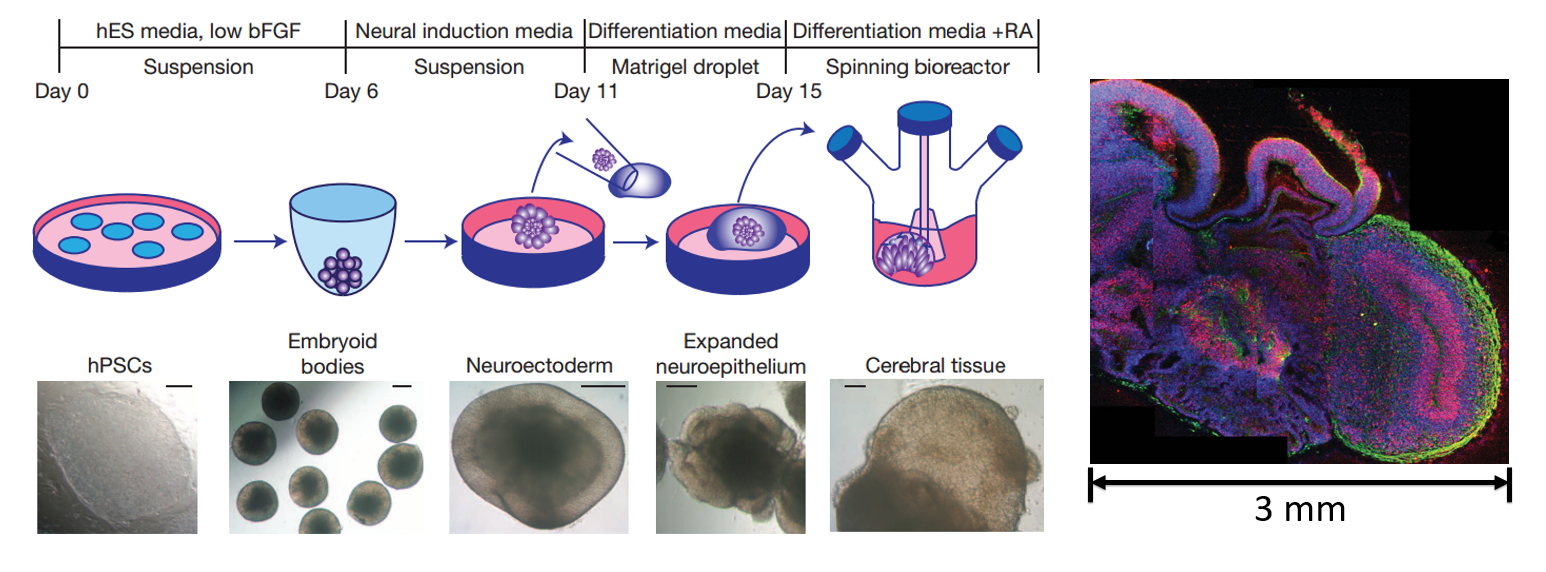 hES media, low bFGF
Neural induction media
Differentiation media
Differentiation media +RA
Suspension
Suspension
Matrigel droplet
Spinning bioreactor
Day 0
Day 6
Day 11
Day 15
hPSCs
Embryoid
bodies
Neuroectoderm
Expanded
neuroepithelium
Cerebral tissue
3 mm